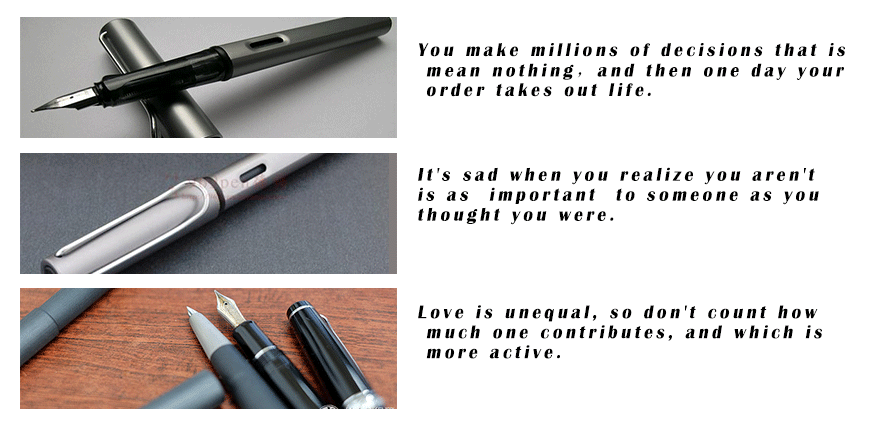 You make millions of decisions that is
mean nothing, and then one day your
order takes out life.
It's sad when you realize you aren't
is as important to someone as you
thought you were.
Love is unequal, so don't count how
much one contributes, and which is
more active.